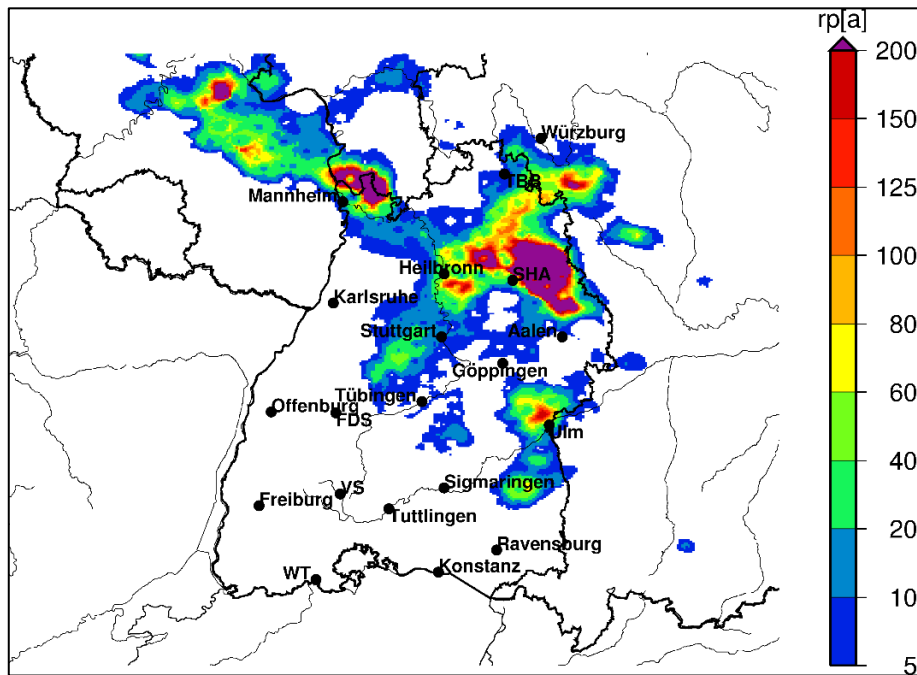 rp[a]
200
Würzburg
150
TBB
Mannheim
125
100
Heilbronn
SHA
Karlsruhe
80
Stuttgart
Aalen
60
Göppingen
Tübingen
Offenburg
FDS
Ulm
40
Sigmaringen
VS
Freiburg
Tuttlingen
20
Ravensburg
Konstanz
WT
10
5